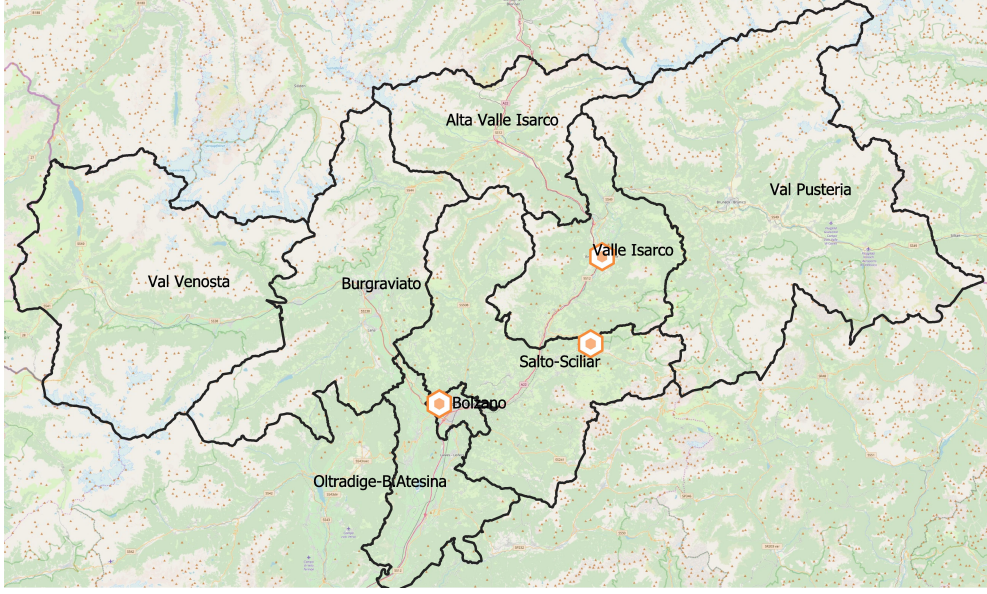 Alta Valle Isarco
Val Pusteria
Valle Isarco
Val Venosta
Burgraviato
Salto-Sciliar
Bolzano
Oltradige-B.Atesina